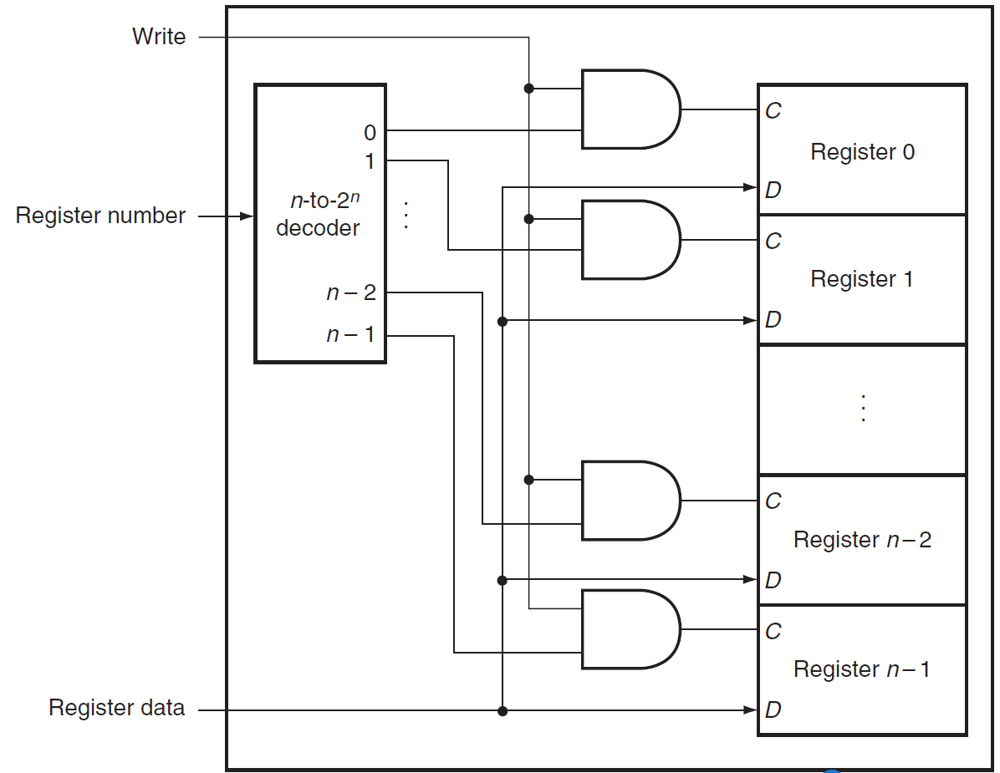 Write
0
1
n-to-2ⁿ
decoder
⋮
n – 2
n – 1
Register number
Register data
C
Register 0
D
C
Register 1
D
⋮
C
Register n – 2
D
C
Register n – 1
D